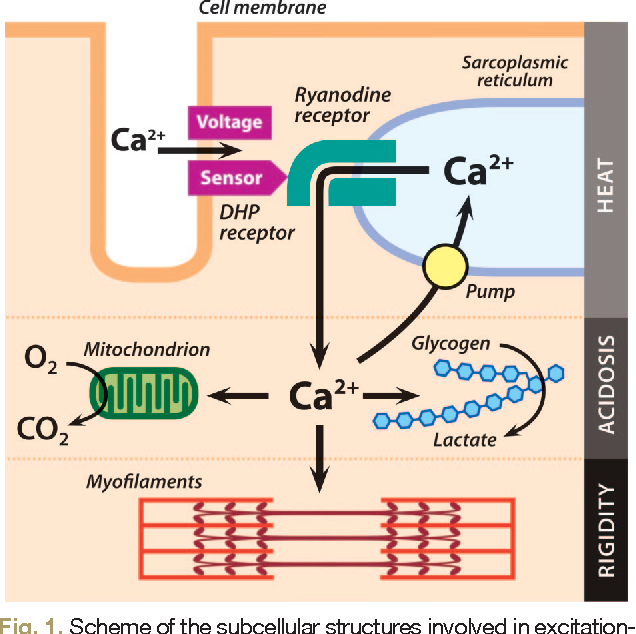 Cell membrane
Sarcoplasmic
reticulum
Ryanodine
receptor
Voltage
Ca²⁺
Ca²⁺
Sensor
DHP
receptor
HEAT
Pump
Mitochondrion
Glycogen
O₂
Ca²⁺
CO₂
Lactate
ACIDOSIS
Myofilaments
RIGIDITY
Fig. 1. Scheme of the subcellular structures involved in excitation-